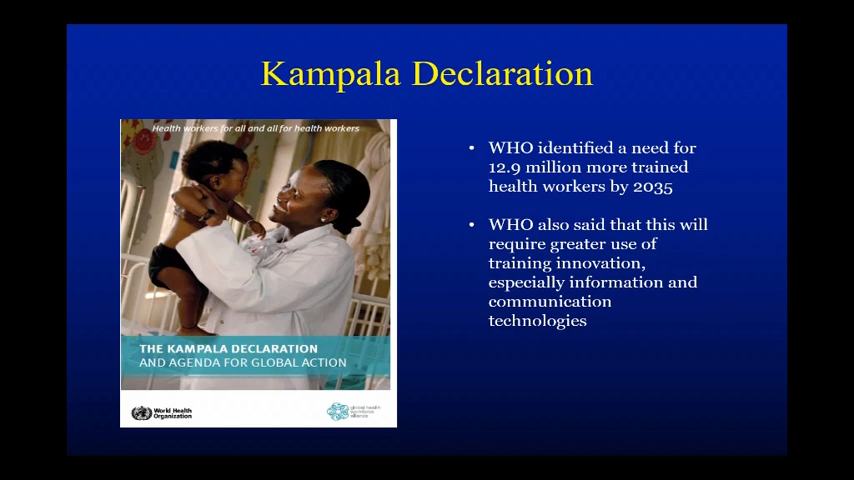 Kampala Declaration
Health workers for all and all for health workers
THE KAMPALA DECLARATION
AND AGENDA FOR GLOBAL ACTION
World Health
Organization
global health
workforce
alliance
• WHO identified a need for
12.9 million more trained
health workers by 2035
• WHO also said that this will
require greater use of
training innovation,
especially information and
communication
technologies